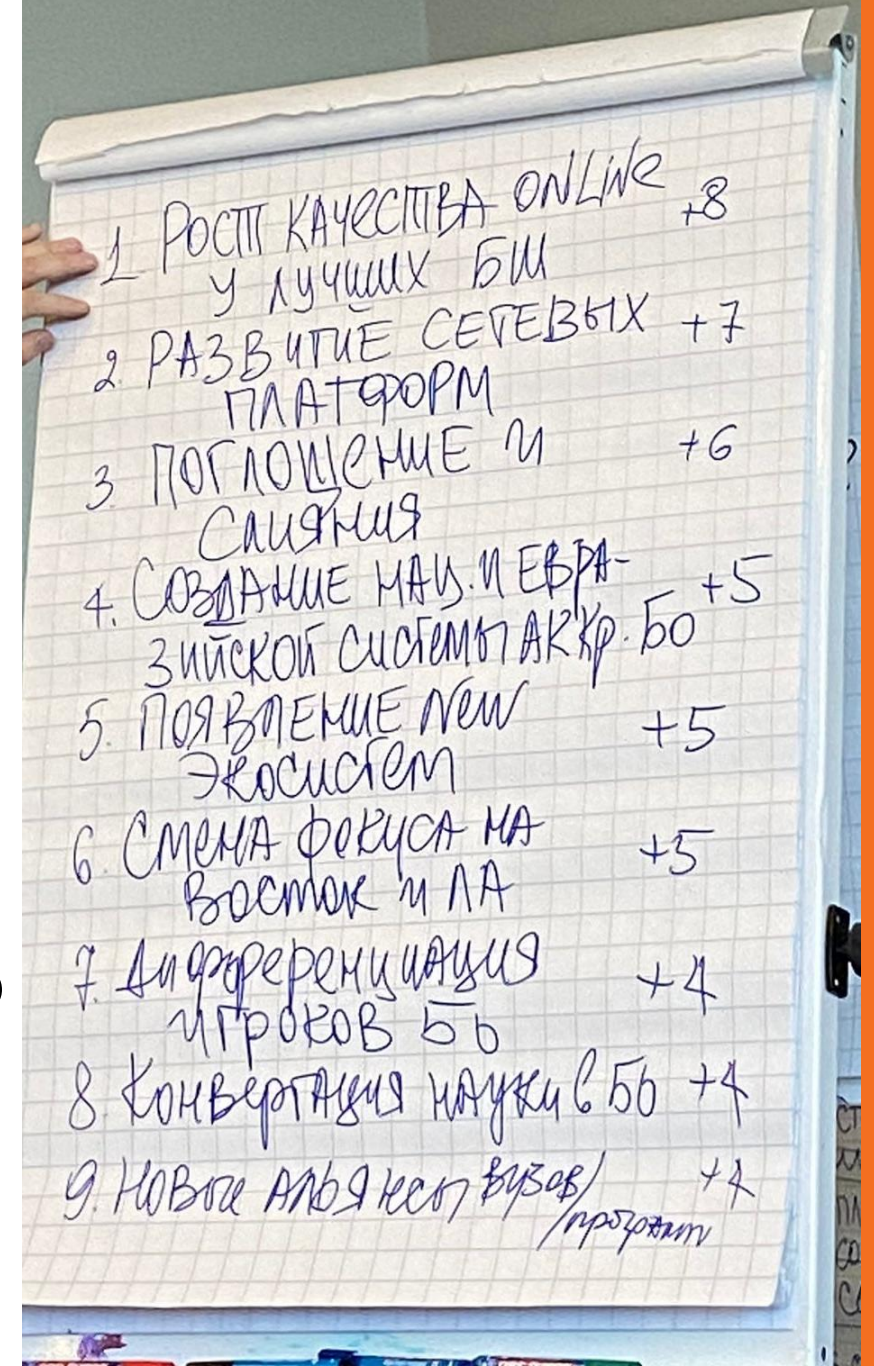 1 РОСТ КАЧЕСТВА ONLINE +8
У ЛУЧШИХ БШ
2. РАЗВИТИЕ СЕТЕВЫХ +7
ПЛАТФОРМ
3 ПОГЛОЩЕНИЕ И +6
СЛИЯНИЯ
4. СОЗДАНИЕ НАЦ. И ЕВРА- +5
ЗИЙСКОЙ СИСТЕМЫ АККР. БО
5. ПОЯВЛЕНИЕ NEW +5
ЭКОСИСТЕМ
6. СМЕНА ФОКУСА НА +5
ВОСТОК И ЛА
7. ДИФФЕРЕНЦИАЦИЯ +4
ИГРОКОВ БО
8. КОНВЕРТАЦИЯ НАУКИ В БО +4
9. НОВЫЕ АЛЬЯНСЫ ВУЗОВ/ +4
/программ